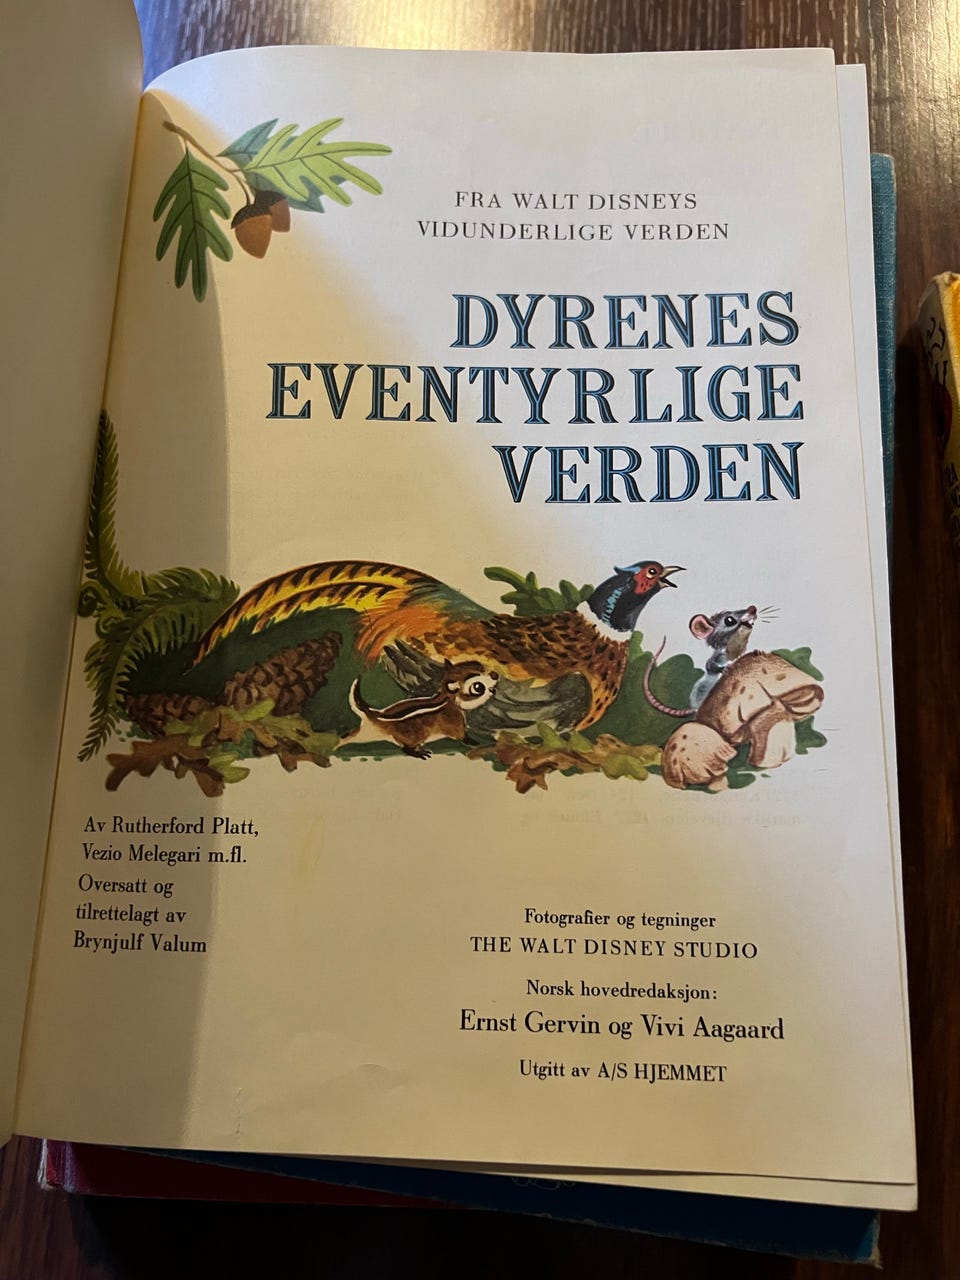 FRA WALT DISNEYS
VIDUNDERLIGE VERDEN
DYRENES
EVENTYRLIGE
VERDEN
Av Rutherford Platt,
Vezio Melegari m.fl.
Oversatt og
tilrettelagt av
Brynjulf Valum
Fotografier og tegninger
THE WALT DISNEY STUDIO
Norsk hovedredaksjon:
Ernst Gervin og Vivi Aagaard
Utgitt av A/S HJEMMET